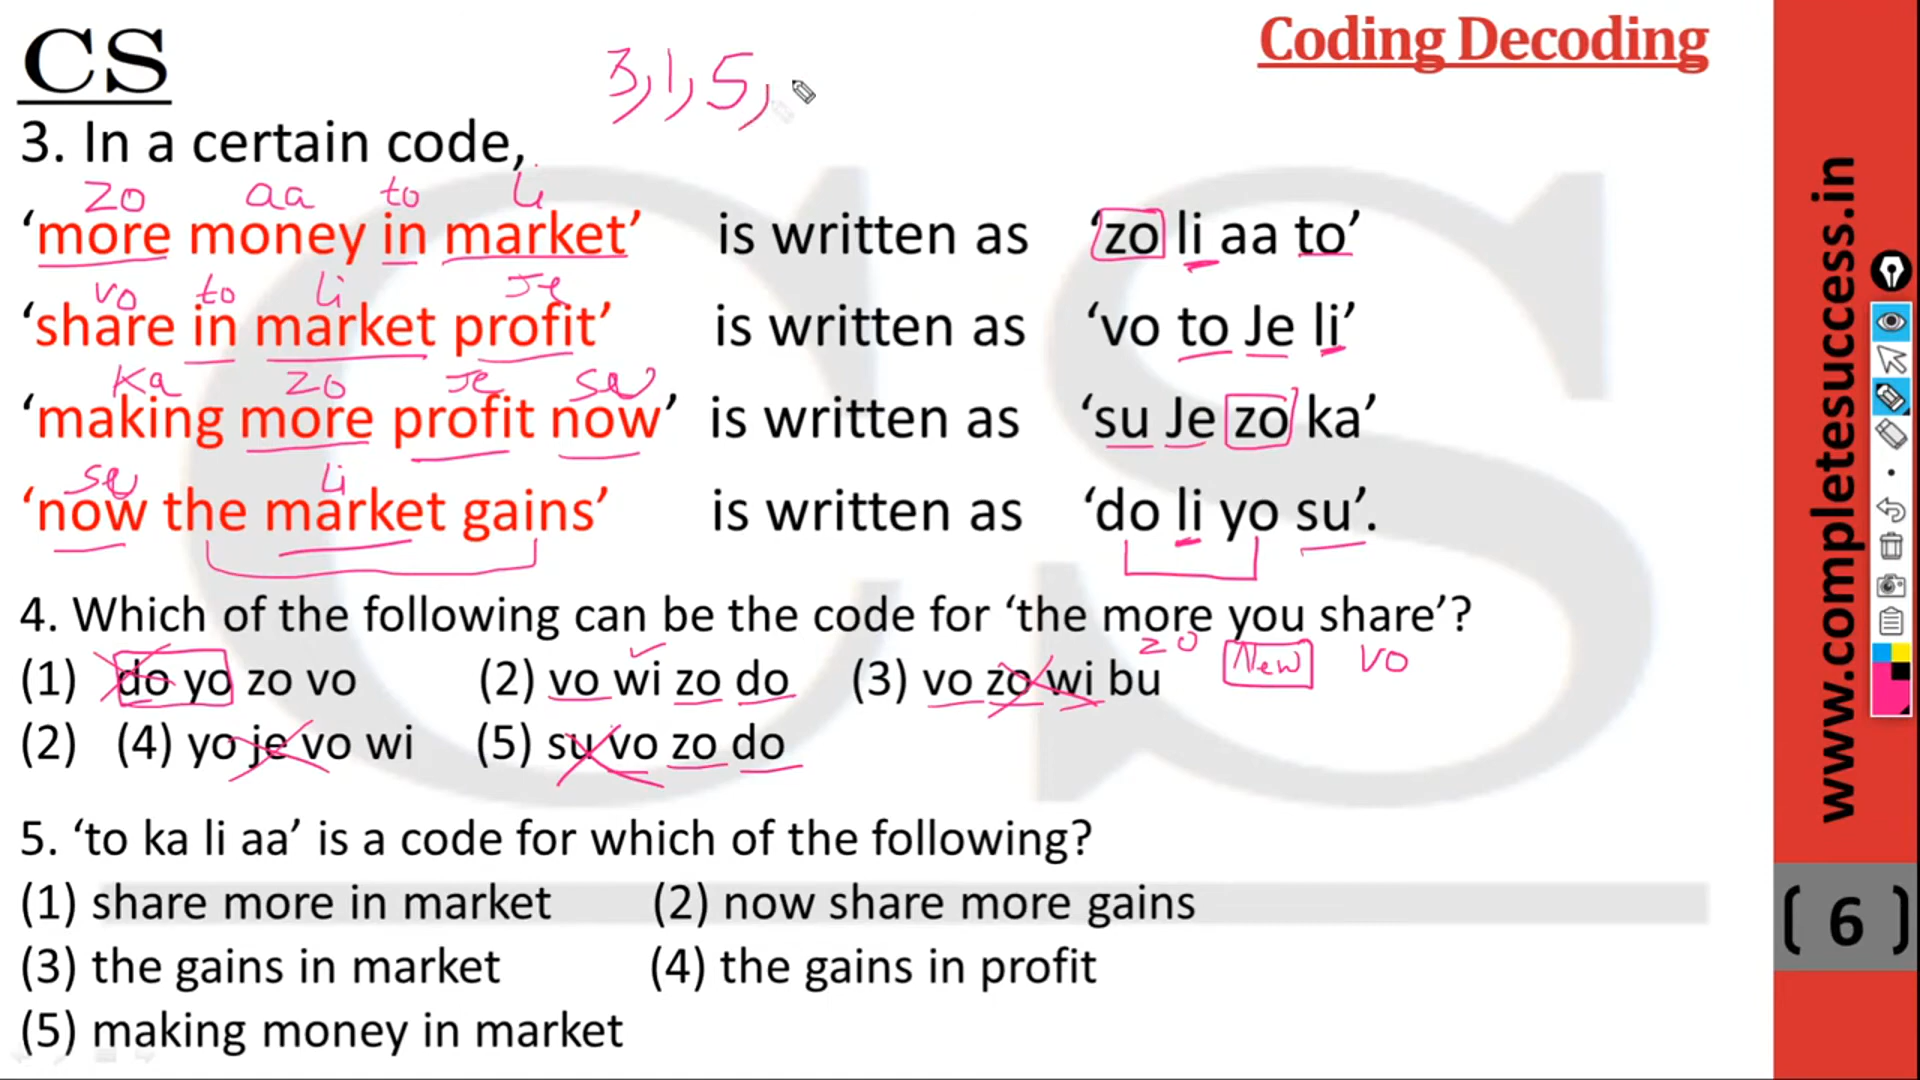 CS
Coding Decoding
3,1,5,
3. In a certain code,
zo aa to li
‘more money in market’ is written as ‘zo li aa to’
vo to li Je
‘share in market profit’ is written as ‘vo to Je li’
Ka zo Je su
‘making more profit now’ is written as ‘su Je zo ka’
su li
‘now the market gains’ is written as ‘do li yo su’.
4. Which of the following can be the code for ‘the more you share’?
zo New vo
(1) do yo zo vo (2) vo wi zo do (3) vo zo wi bu
(2) (4) yo je vo wi (5) su vo zo do
5. ‘to ka li aa’ is a code for which of the following?
(1) share more in market (2) now share more gains
(3) the gains in market (4) the gains in profit
(5) making money in market
www.completesuccess.in
( 6 )